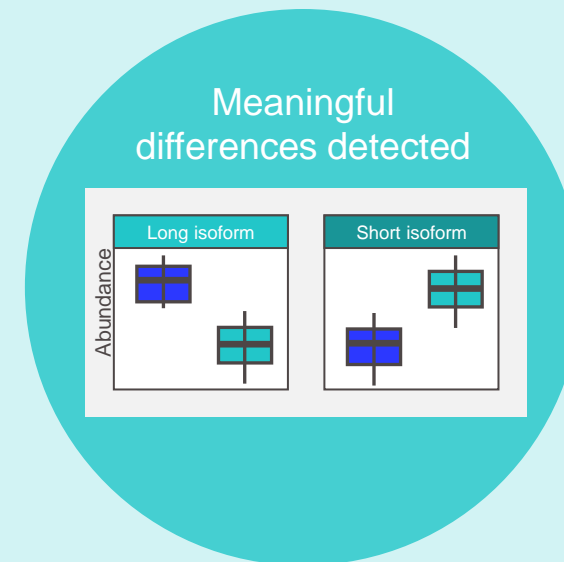 Meaningful
differences detected
Long isoform
Short isoform
Abundance